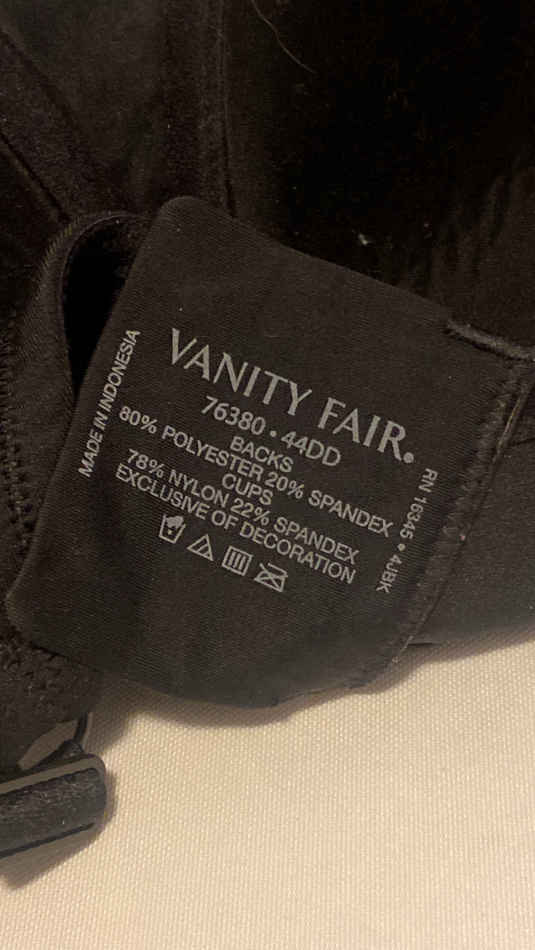 VANITY FAIR.
76380 • 44DD
BACKS
80% POLYESTER 20% SPANDEX
CUPS
78% NYLON 22% SPANDEX
EXCLUSIVE OF DECORATION
MADE IN INDONESIA
RN 16345 • 4JBK